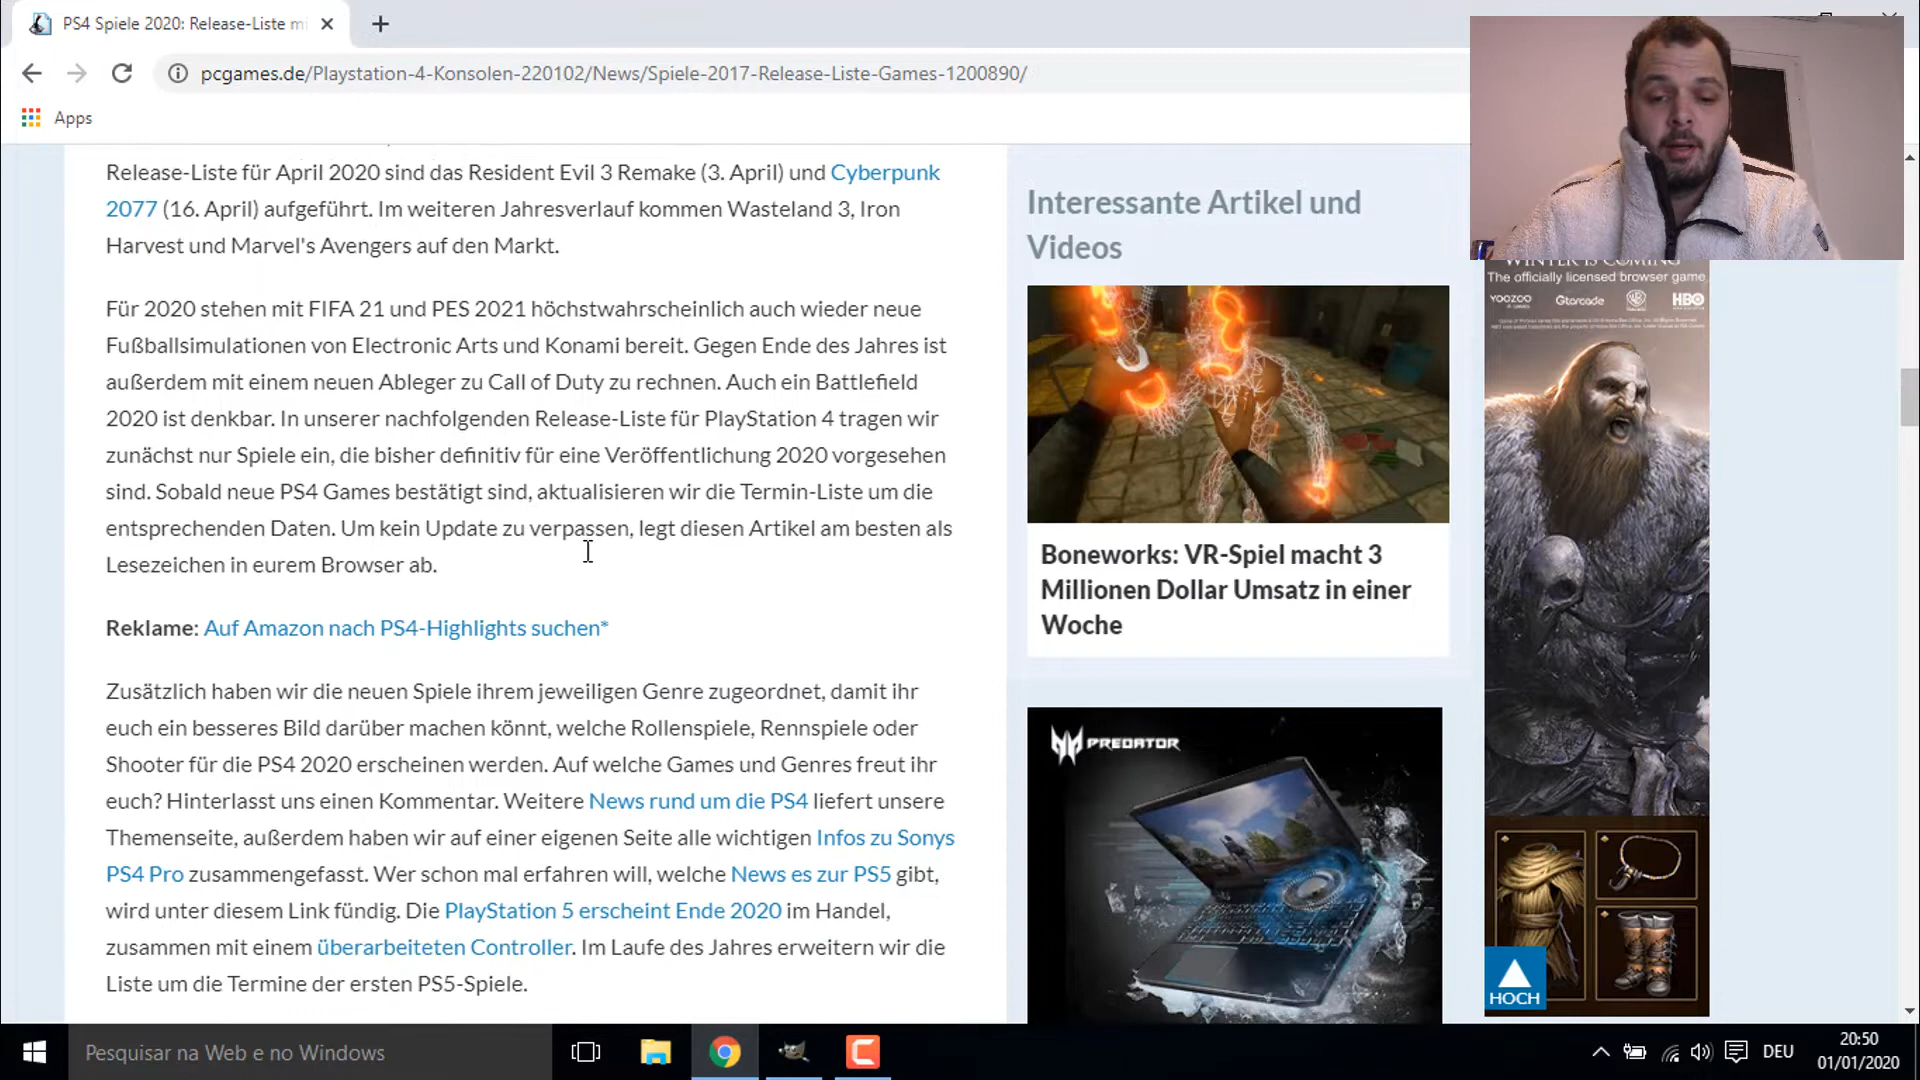 PS4 Spiele 2020: Release-Liste mi
pcgames.de/Playstation-4-Konsolen-220102/News/Spiele-2017-Release-Liste-Games-1200890/
Apps
Release-Liste für April 2020 sind das Resident Evil 3 Remake (3. April) und Cyberpunk
2077 (16. April) aufgeführt. Im weiteren Jahresverlauf kommen Wasteland 3, Iron
Harvest und Marvel's Avengers auf den Markt.
Für 2020 stehen mit FIFA 21 und PES 2021 höchstwahrscheinlich auch wieder neue
Fußballsimulationen von Electronic Arts und Konami bereit. Gegen Ende des Jahres ist
außerdem mit einem neuen Ableger zu Call of Duty zu rechnen. Auch ein Battlefield
2020 ist denkbar. In unserer nachfolgenden Release-Liste für PlayStation 4 tragen wir
zunächst nur Spiele ein, die bisher definitiv für eine Veröffentlichung 2020 vorgesehen
sind. Sobald neue PS4 Games bestätigt sind, aktualisieren wir die Termin-Liste um die
entsprechenden Daten. Um kein Update zu verpassen, legt diesen Artikel am besten als
Lesezeichen in eurem Browser ab.
Reklame: Auf Amazon nach PS4-Highlights suchen*
Zusätzlich haben wir die neuen Spiele ihrem jeweiligen Genre zugeordnet, damit ihr
euch ein besseres Bild darüber machen könnt, welche Rollenspiele, Rennspiele oder
Shooter für die PS4 2020 erscheinen werden. Auf welche Games und Genres freut ihr
euch? Hinterlasst uns einen Kommentar. Weitere News rund um die PS4 liefert unsere
Themenseite, außerdem haben wir auf einer eigenen Seite alle wichtigen Infos zu Sonys
PS4 Pro zusammengefasst. Wer schon mal erfahren will, welche News es zur PS5 gibt,
wird unter diesem Link fündig. Die PlayStation 5 erscheint Ende 2020 im Handel,
zusammen mit einem überarbeiteten Controller. Im Laufe des Jahres erweitern wir die
Liste um die Termine der ersten PS5-Spiele.
Interessante Artikel und
Videos
Boneworks: VR-Spiel macht 3
Millionen Dollar Umsatz in einer
Woche
PREDATOR
WINTER IS COMING
The officially licensed browser game
YOOZOO
Gtarcade
HBO
HOCH
Pesquisar na Web e no Windows
DEU
20:50
01/01/2020